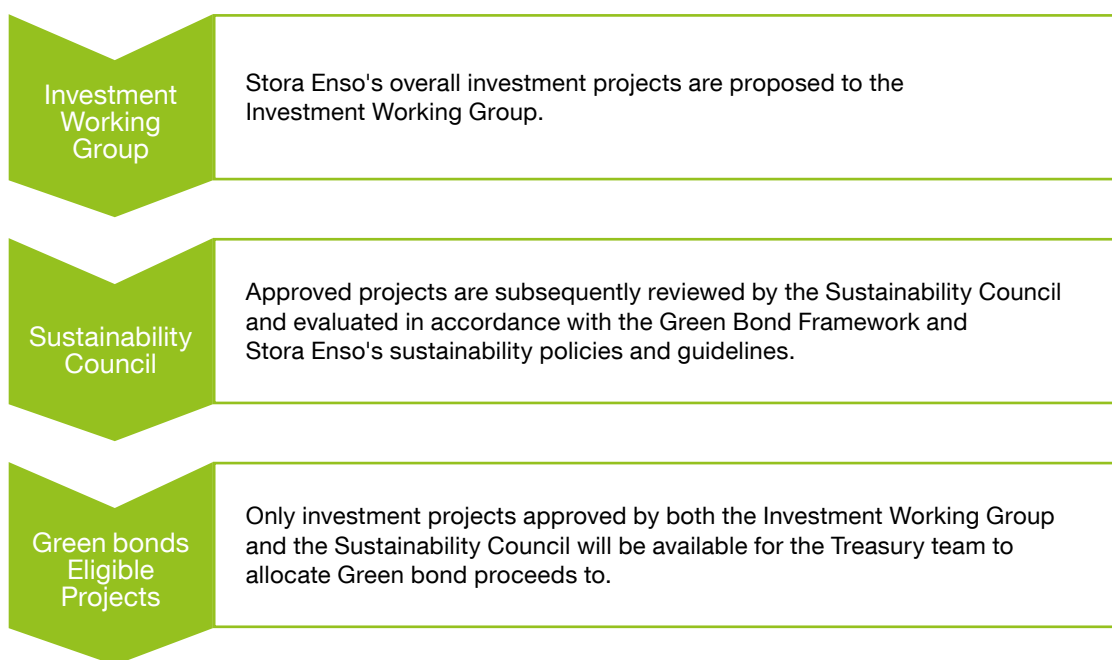 Investment
Working
Group
Stora Enso's overall investment projects are proposed to the
Investment Working Group.
Sustainability
Council
Approved projects are subsequently reviewed by the Sustainability Council
and evaluated in accordance with the Green Bond Framework and
Stora Enso's sustainability policies and guidelines.
Green bonds
Eligible
Projects
Only investment projects approved by both the Investment Working Group
and the Sustainability Council will be available for the Treasury team to
allocate Green bond proceeds to.